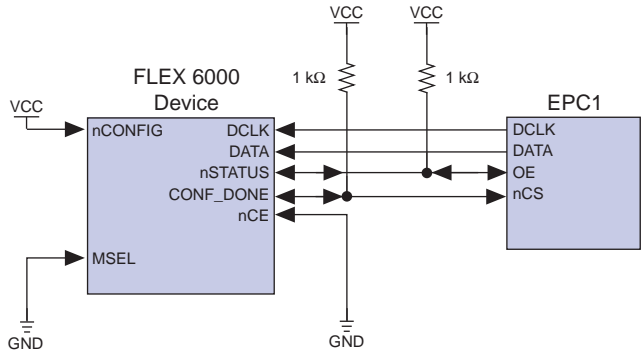 VCC VCC
1 kΩ 1 kΩ
FLEX 6000
Device
EPC1
VCC
nCONFIG DCLK DCLK
DATA DATA
nSTATUS OE
CONF_DONE nCS
nCE
MSEL
GND GND